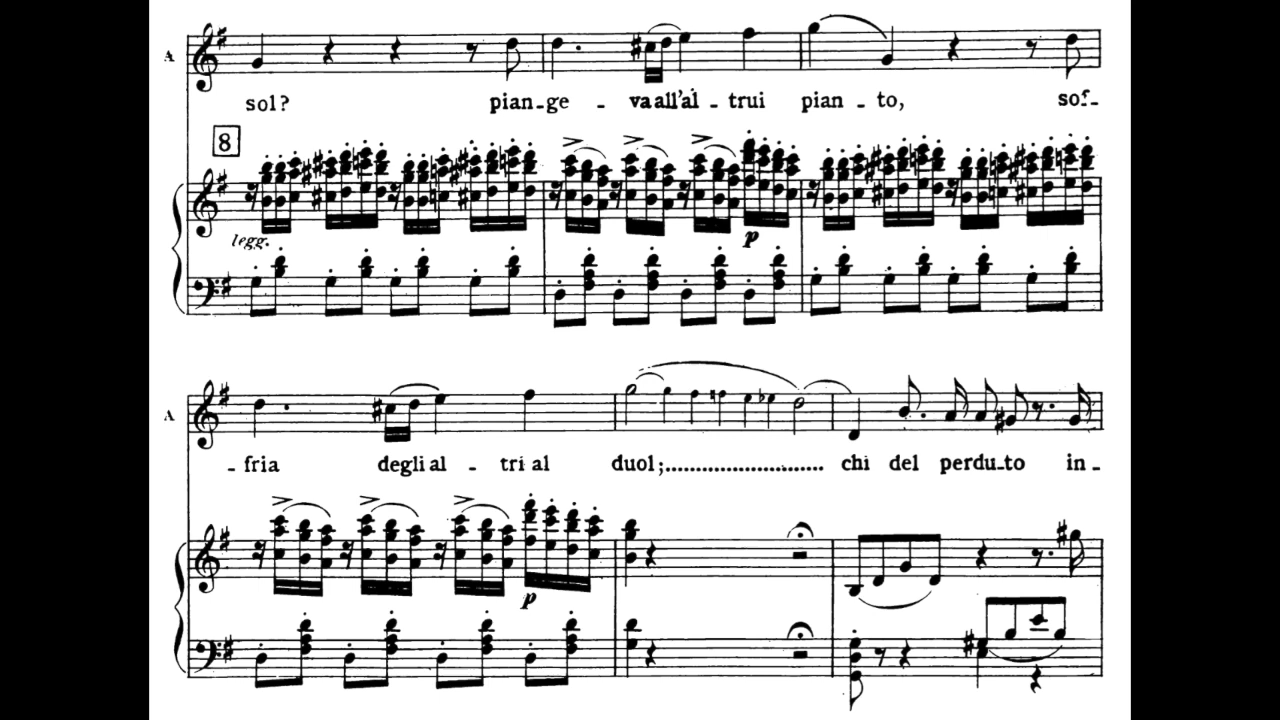 A
sol? pian-ge - va all'al - trui pian - to, sof-
8
legg.
p
A
- fria degli al - tri al duol;........................... chi del perdu-to in-
p